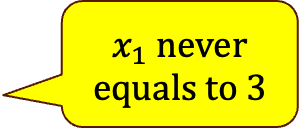 x₁ never
equals to 3